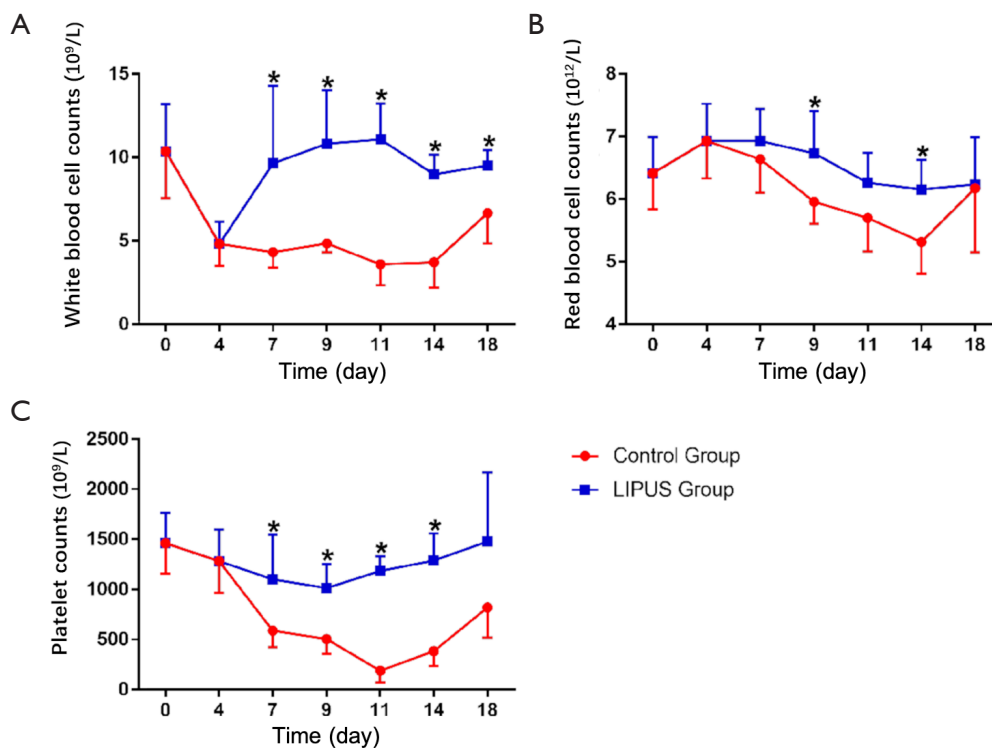 A
White blood cell counts (10⁹/L)
15
10
5
0
* * * * *
0 4 7 9 11 14 18
Time (day)
B
Red blood cell counts (10¹²/L)
8
7
6
5
4
* *
0 4 7 9 11 14 18
Time (day)
C
Platelet counts (10⁹/L)
2500
2000
1500
1000
500
0
* * * *
0 4 7 9 11 14 18
Time (day)
Control Group
LIPUS Group